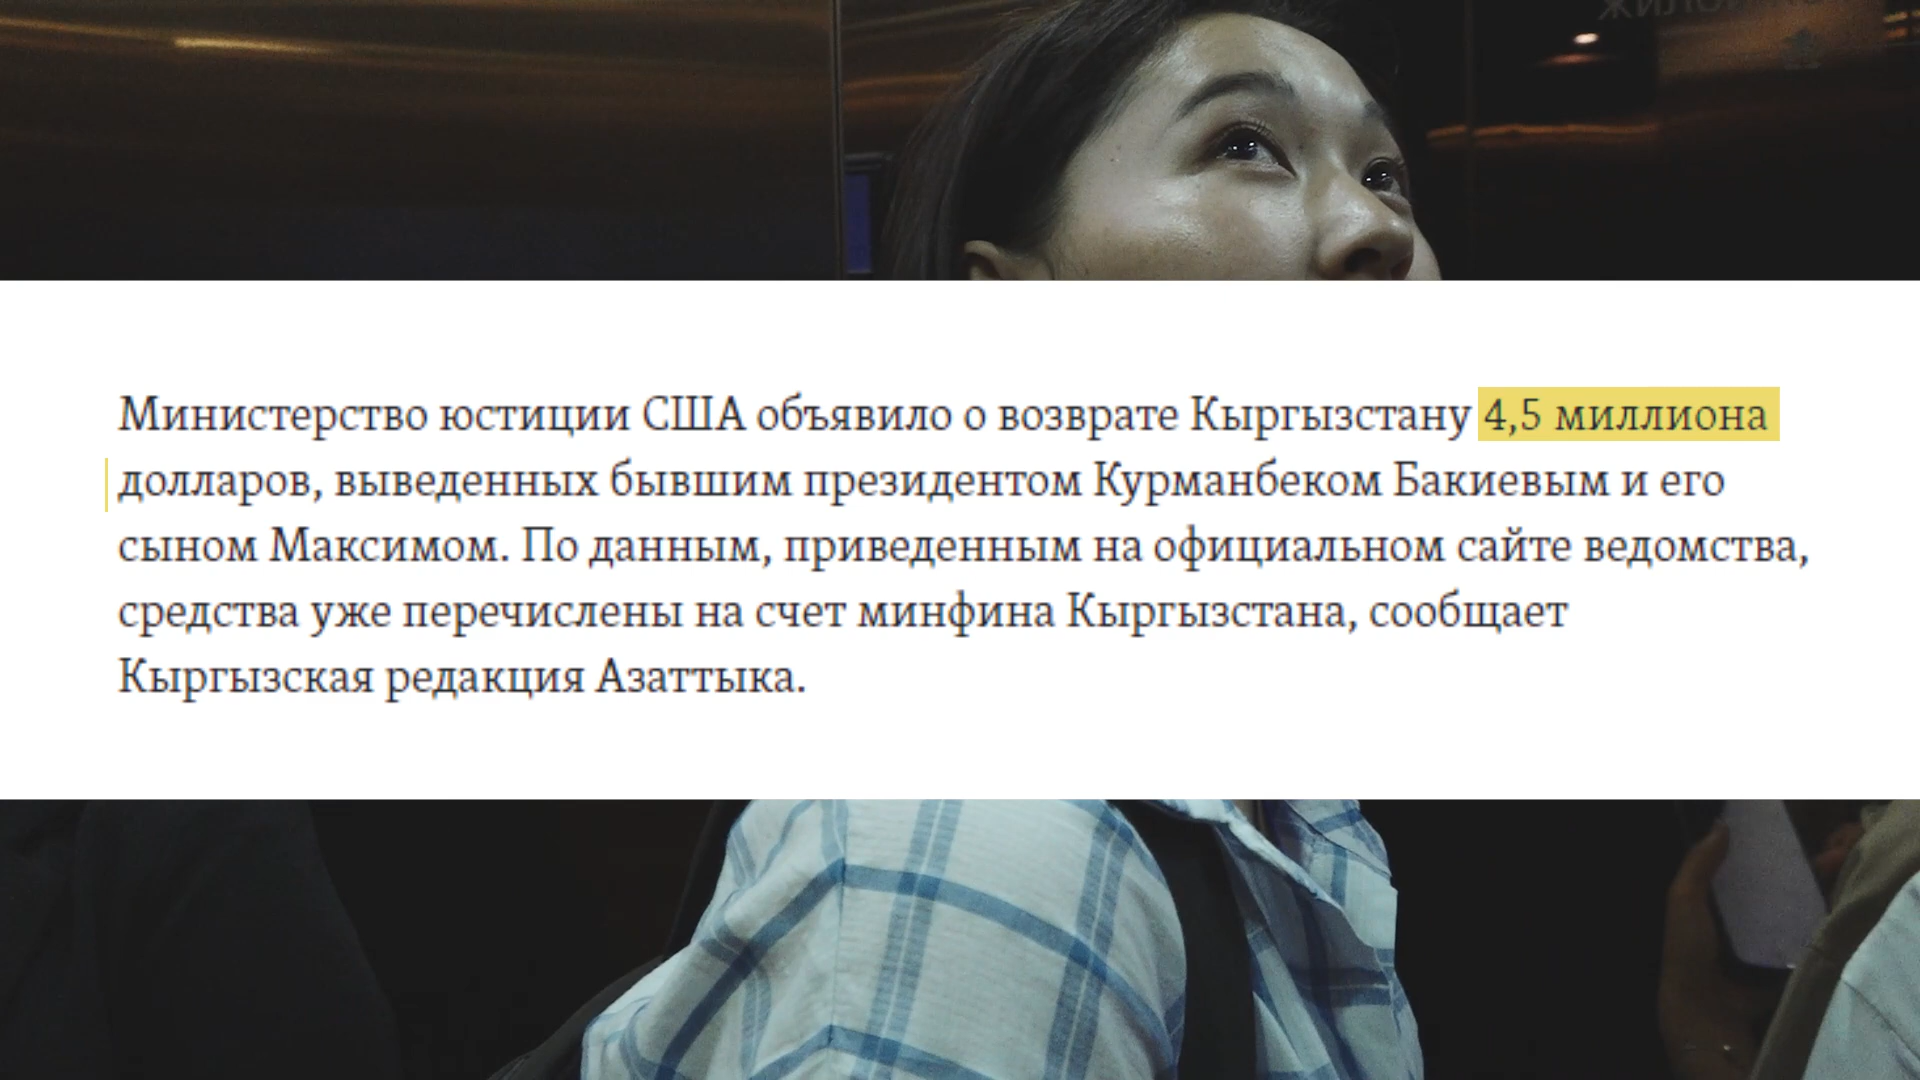 Министерство юстиции США объявило о возврате Кыргызстану 4,5 миллиона
долларов, выведенных бывшим президентом Курманбеком Бакиевым и его
сыном Максимом. По данным, приведенным на официальном сайте ведомства,
средства уже перечислены на счет минфина Кыргызстана, сообщает
Кыргызская редакция Азаттыка.